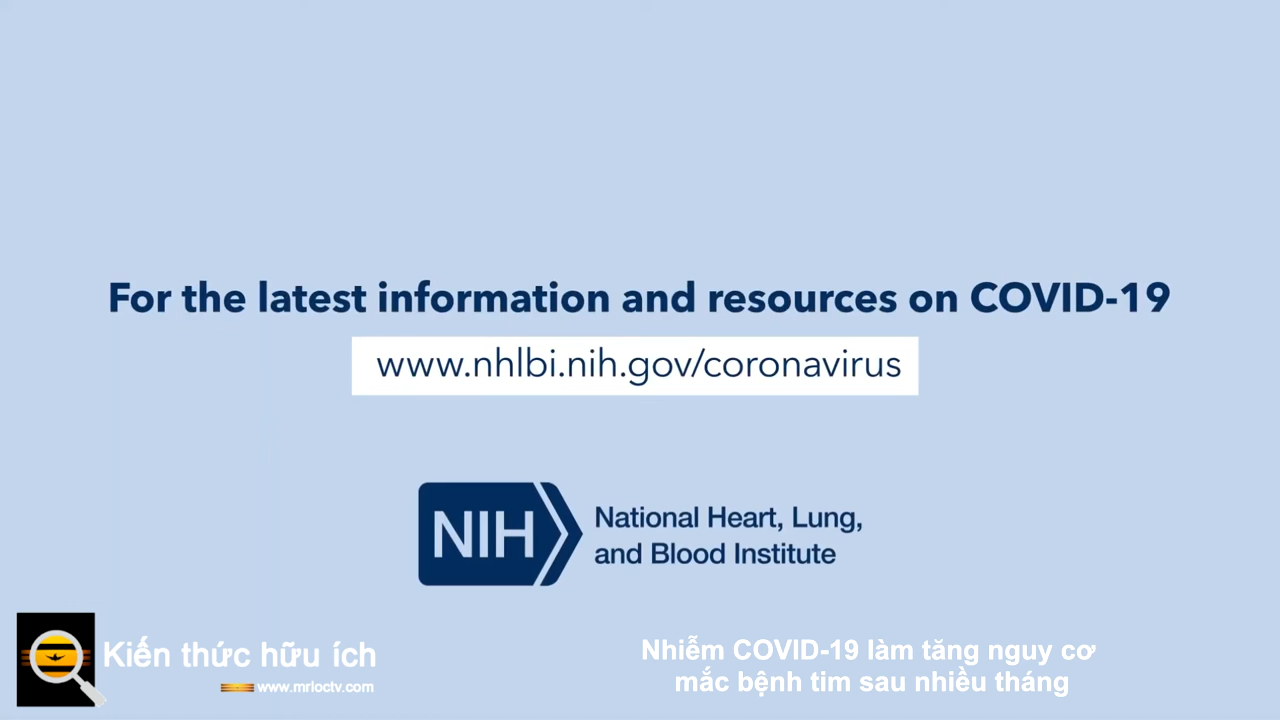 For the latest information and resources on COVID-19
www.nhlbi.nih.gov/coronavirus
NIH
National Heart, Lung,
and Blood Institute
Kiến thức hữu ích
www.mrloctv.com
Nhiễm COVID-19 làm tăng nguy cơ
mắc bệnh tim sau nhiều tháng